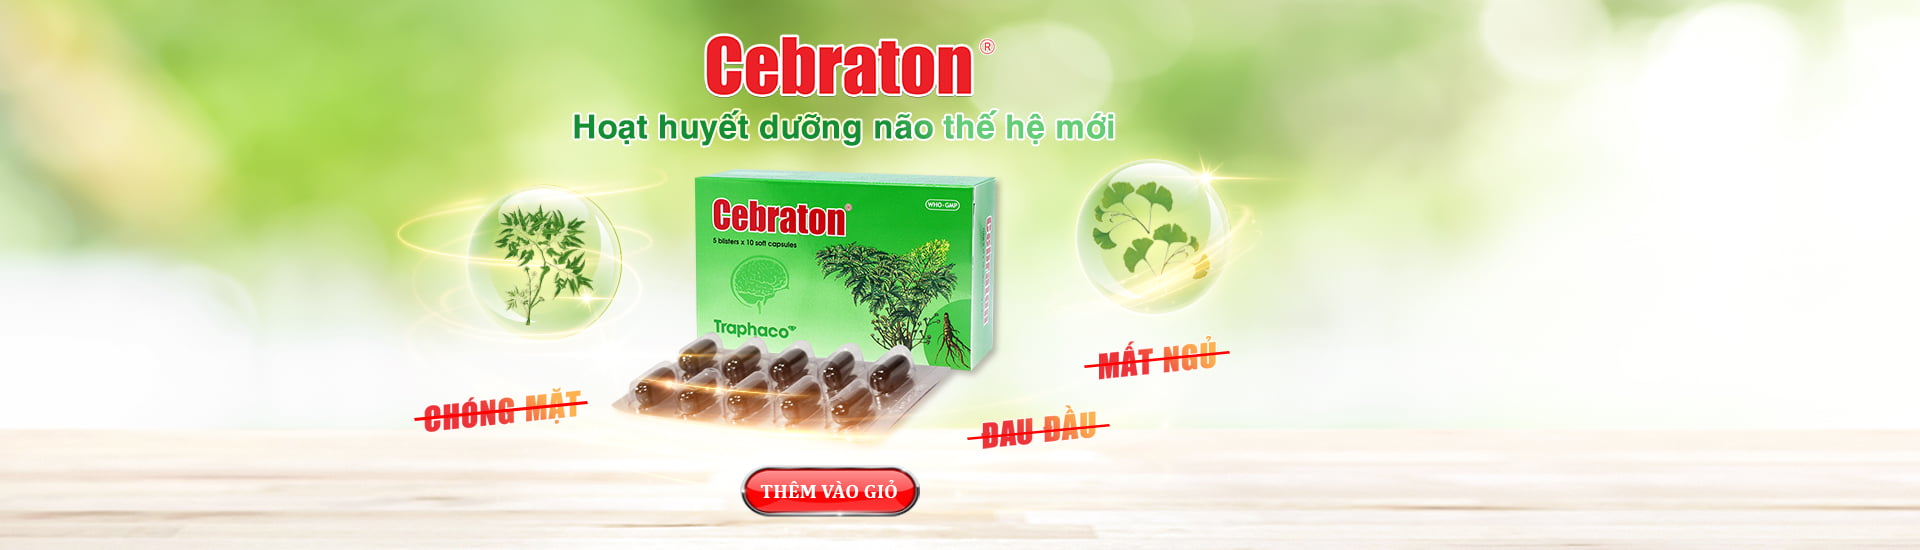 Cebraton®
Hoạt huyết dưỡng não thế hệ mới
Cebraton®
WHO-GMP
5 blisters x 10 soft capsules
Traphaco
MẤT NGỦ
CHÓNG MẶT
ĐAU ĐẦU
THÊM VÀO GIỎ